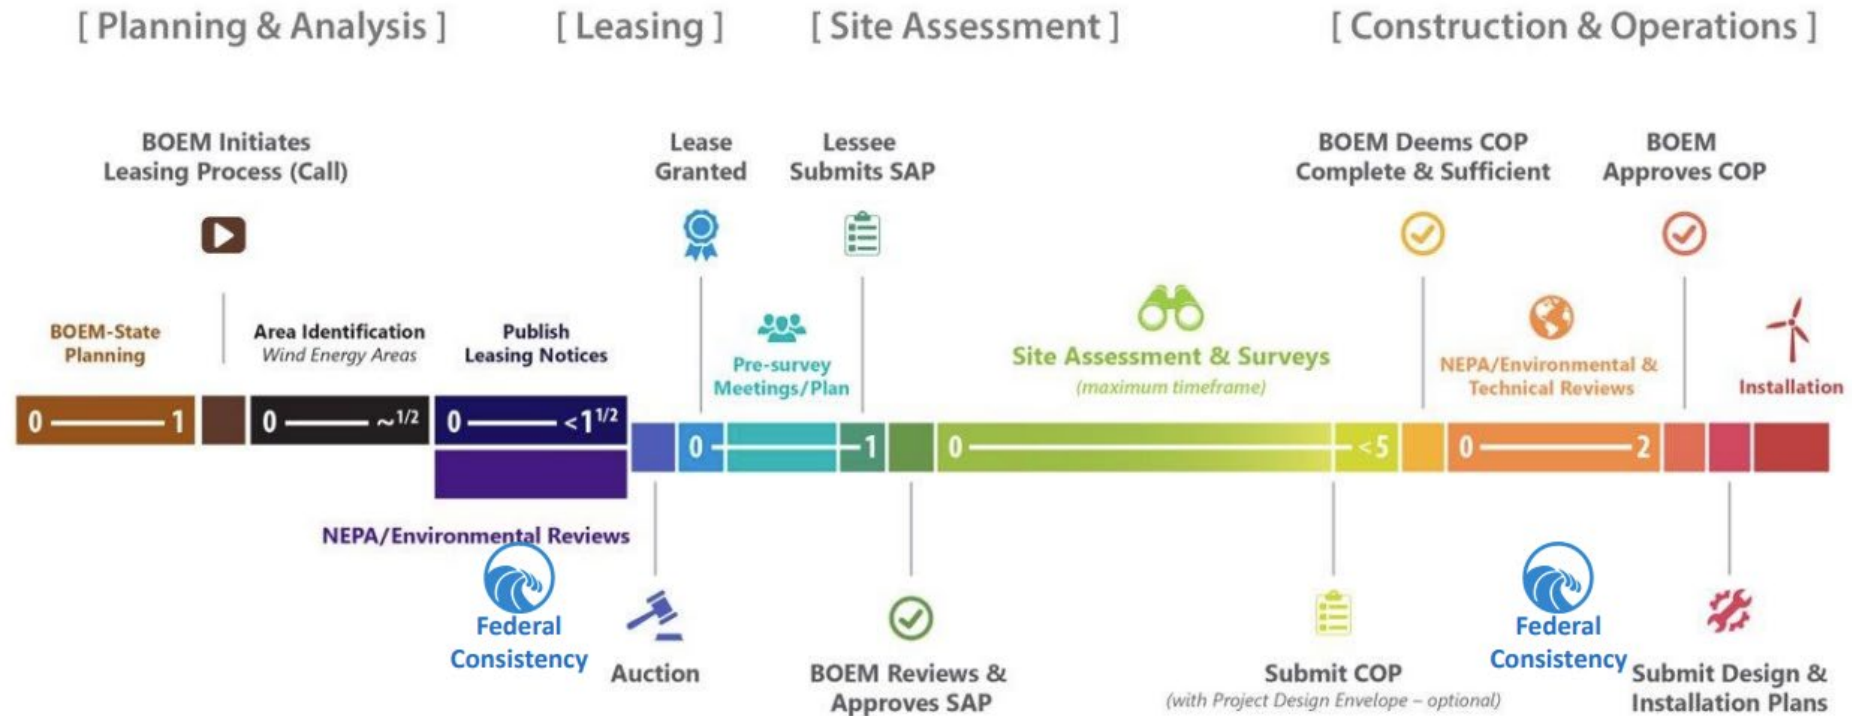 [ Planning & Analysis ]
[ Leasing ]
[ Site Assessment ]
[ Construction & Operations ]
BOEM Initiates
Leasing Process (Call)
Lease
Granted
Lessee
Submits SAP
BOEM Deems COP
Complete & Sufficient
BOEM
Approves COP
BOEM-State
Planning
Area Identification
Wind Energy Areas
Publish
Leasing Notices
Pre-survey
Meetings/Plan
Site Assessment & Surveys
(maximum timeframe)
NEPA/Environmental &
Technical Reviews
Installation
0 1
0 ~1/2
0 <1 1/2
0 1
0 <5
0 2
NEPA/Environmental Reviews
Federal
Consistency
Auction
BOEM Reviews &
Approves SAP
Submit COP
(with Project Design Envelope – optional)
Federal
Consistency
Submit Design &
Installation Plans